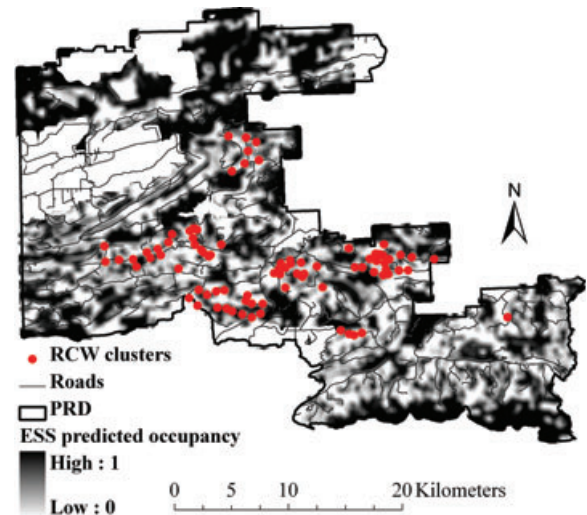 N
RCW clusters
Roads
PRD
ESS predicted occupancy
High : 1
Low : 0
0 5 10 20 Kilometers